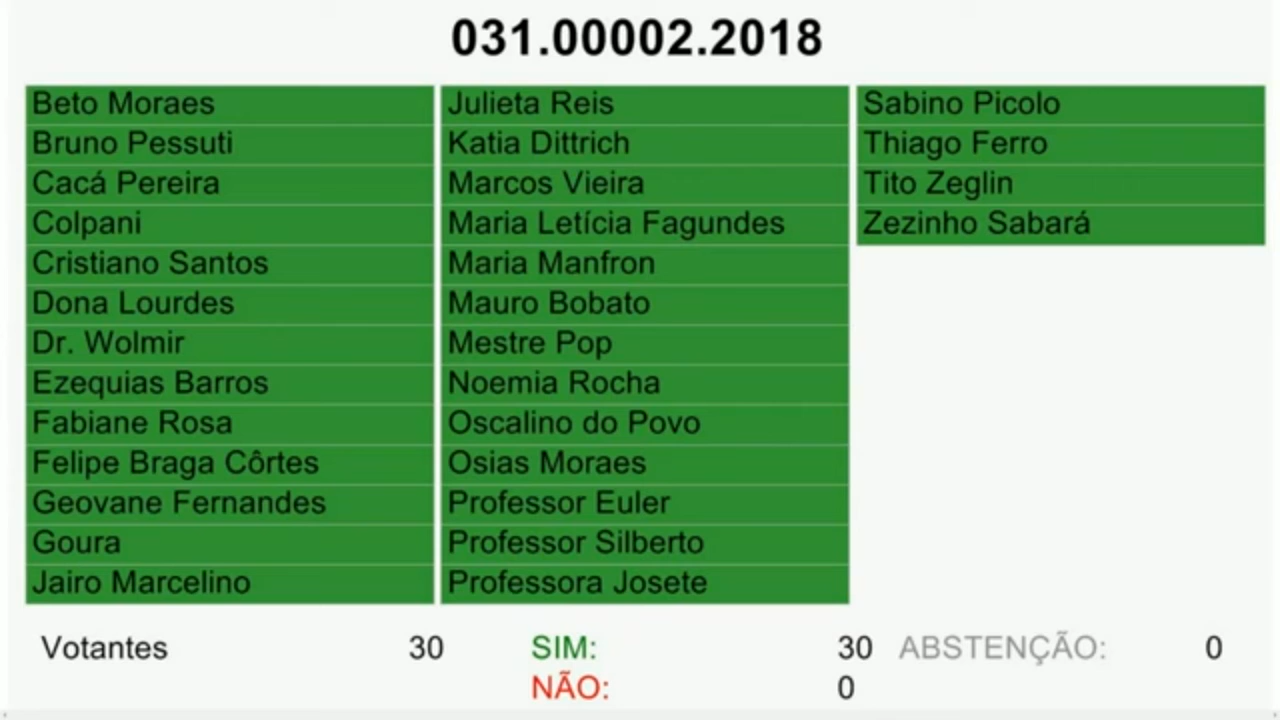 031.00002.2018
Beto Moraes
Bruno Pessuti
Cacá Pereira
Colpani
Cristiano Santos
Dona Lourdes
Dr. Wolmir
Ezequias Barros
Fabiane Rosa
Felipe Braga Côrtes
Geovane Fernandes
Goura
Jairo Marcelino
Julieta Reis
Katia Dittrich
Marcos Vieira
Maria Letícia Fagundes
Maria Manfron
Mauro Bobato
Mestre Pop
Noemia Rocha
Oscalino do Povo
Osias Moraes
Professor Euler
Professor Silberto
Professora Josete
Sabino Picolo
Thiago Ferro
Tito Zeglin
Zezinho Sabará
Votantes 30 SIM: 30 ABSTENÇÃO: 0
NÃO: 0